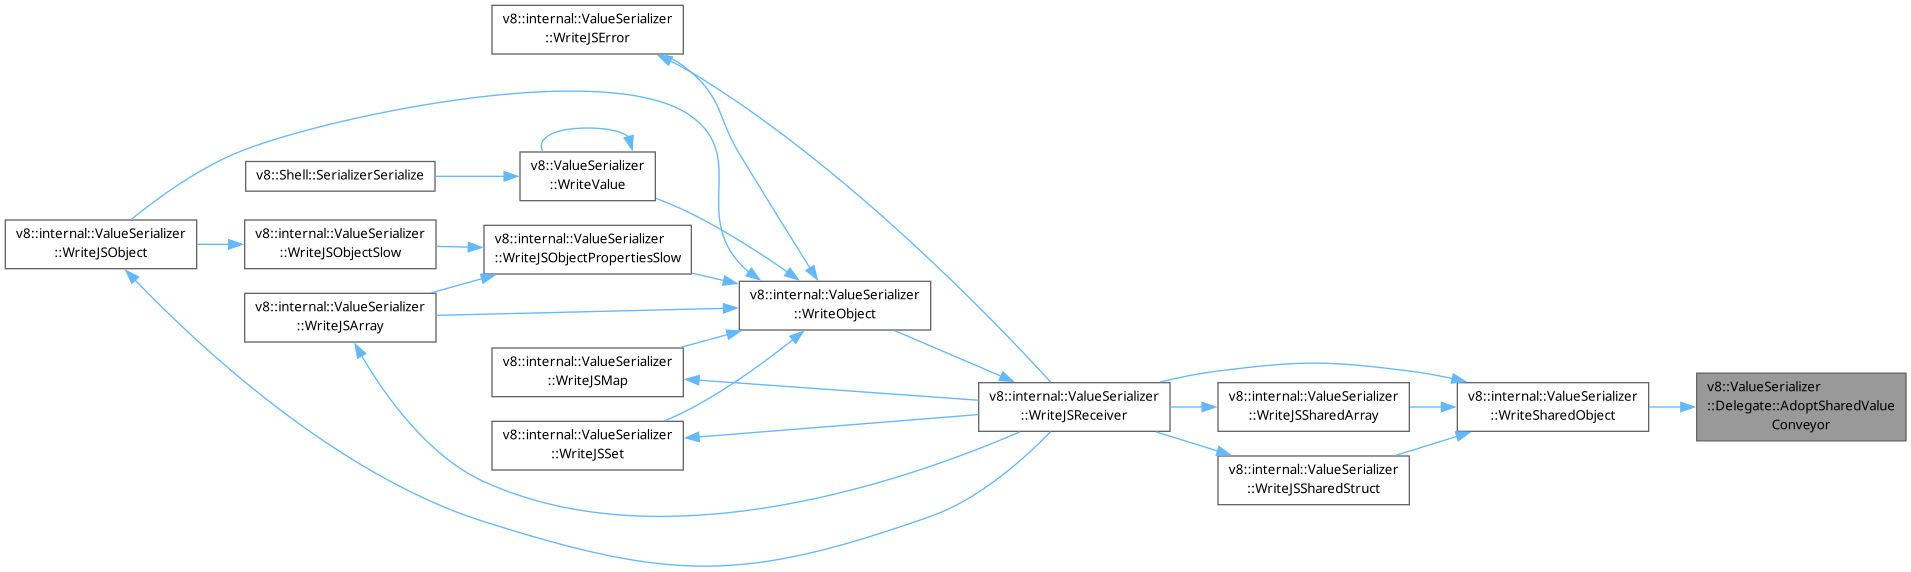 v8::internal::ValueSerializer
::WriteJSError
v8::ValueSerializer
::WriteValue
v8::Shell::SerializerSerialize
v8::internal::ValueSerializer
::WriteJSObject
v8::internal::ValueSerializer
::WriteJSObjectSlow
v8::internal::ValueSerializer
::WriteJSObjectPropertiesSlow
v8::internal::ValueSerializer
::WriteJSArray
v8::internal::ValueSerializer
::WriteObject
v8::internal::ValueSerializer
::WriteJSMap
v8::internal::ValueSerializer
::WriteJSSet
v8::internal::ValueSerializer
::WriteJSReceiver
v8::internal::ValueSerializer
::WriteJSSharedArray
v8::internal::ValueSerializer
::WriteJSSharedStruct
v8::internal::ValueSerializer
::WriteSharedObject
v8::ValueSerializer
::Delegate::AdoptSharedValue
Conveyor